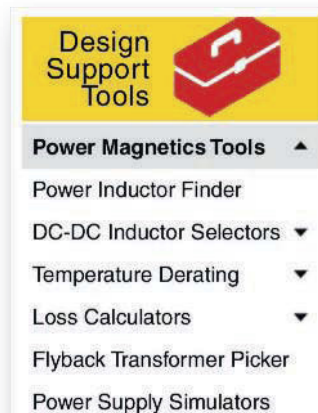 Design
Support
Tools
Power Magnetics Tools
Power Inductor Finder
DC-DC Inductor Selectors
Temperature Derating
Loss Calculators
Flyback Transformer Picker
Power Supply Simulators